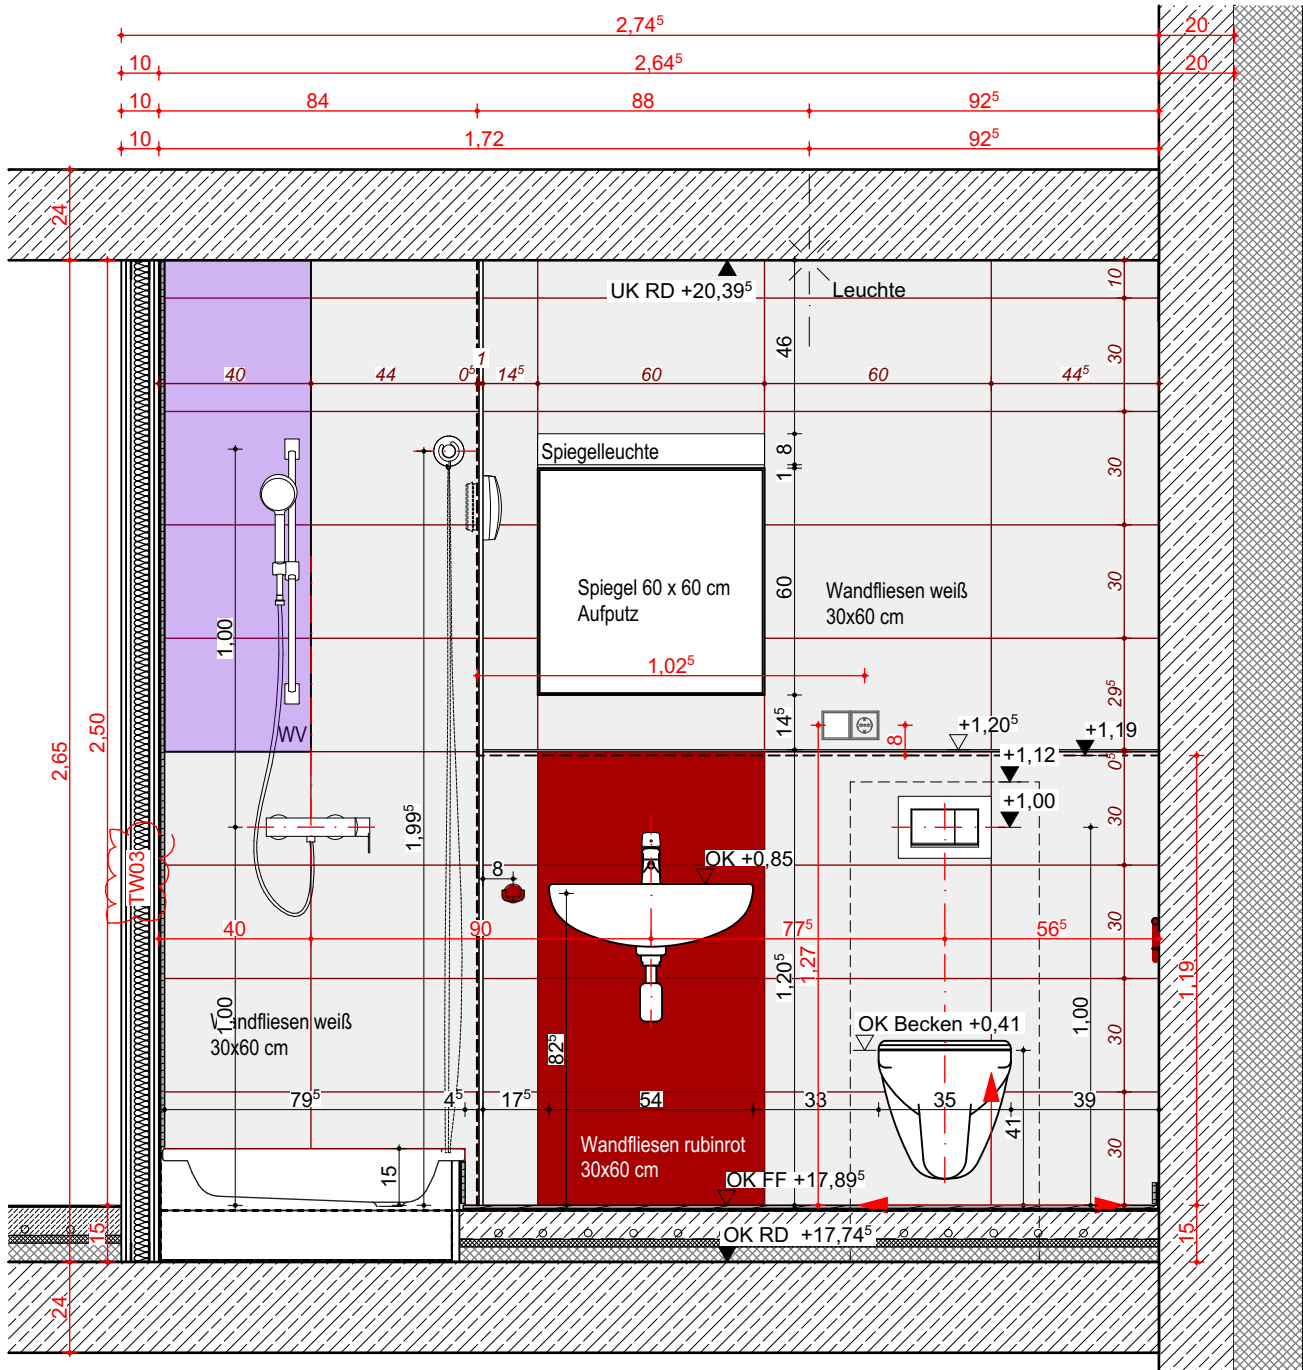 2,74⁵ 20
10 2,64⁵ 20
10 84 88 92⁵
10 1,72 92⁵
24
UK RD +20,39⁵
Leuchte
10
46
30
1
40 44 0⁵ 14⁵ 60 60 44⁵
Spiegelleuchte
8
1
30
Spiegel 60 x 60 cm
Aufputz
60
Wandfliesen weiß
30x60 cm
30
1,00
1,02⁵
29⁵
WV
14⁵
8
+1,20⁵
+1,19
2,50
2,65
+1,12
0⁵
+1,00
30
1,99⁵
TW03
OK +0,85
8
40 90 77⁵ 56⁵
30
1,20⁵
1,27
1,19
1,00
Wandfliesen weiß
30x60 cm
1,00
82⁵
OK Becken +0,41
30
79⁵ 4⁵ 17⁵ 54 33 35 39
41
Wandfliesen rubinrot
30x60 cm
30
15
OK FF +17,89⁵
OK RD +17,74⁵
15
15
24